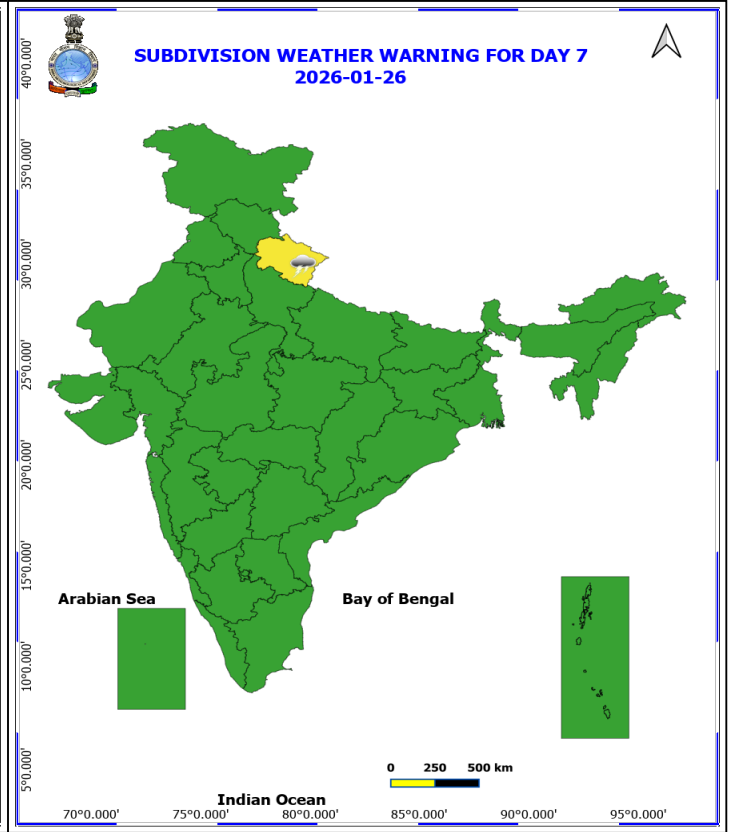 SUBDIVISION WEATHER WARNING FOR DAY 7
2026-01-26
40°0.000'
35°0.000'
30°0.000'
25°0.000'
20°0.000'
15°0.000'
Arabian Sea
Bay of Bengal
10°0.000'
5°0.000'
0 250 500 km
Indian Ocean
70°0.000' 75°0.000' 80°0.000' 85°0.000' 90°0.000' 95°0.000'